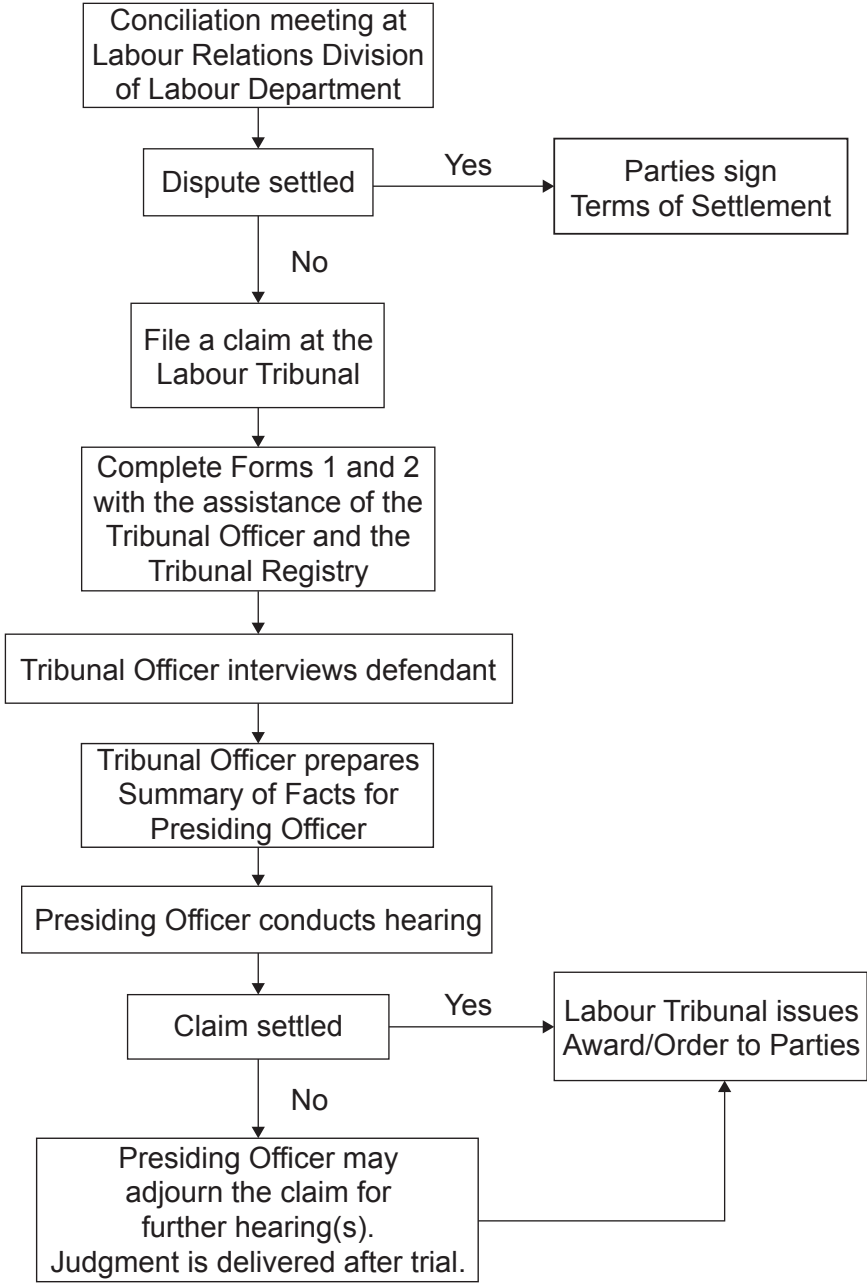 Conciliation meeting at
Labour Relations Division
of Labour Department
Dispute settled
Yes
Parties sign
Terms of Settlement
No
File a claim at the
Labour Tribunal
Complete Forms 1 and 2
with the assistance of the
Tribunal Officer and the
Tribunal Registry
Tribunal Officer interviews defendant
Tribunal Officer prepares
Summary of Facts for
Presiding Officer
Presiding Officer conducts hearing
Claim settled
Yes
Labour Tribunal issues
Award/Order to Parties
No
Presiding Officer may
adjourn the claim for
further hearing(s).
Judgment is delivered after trial.